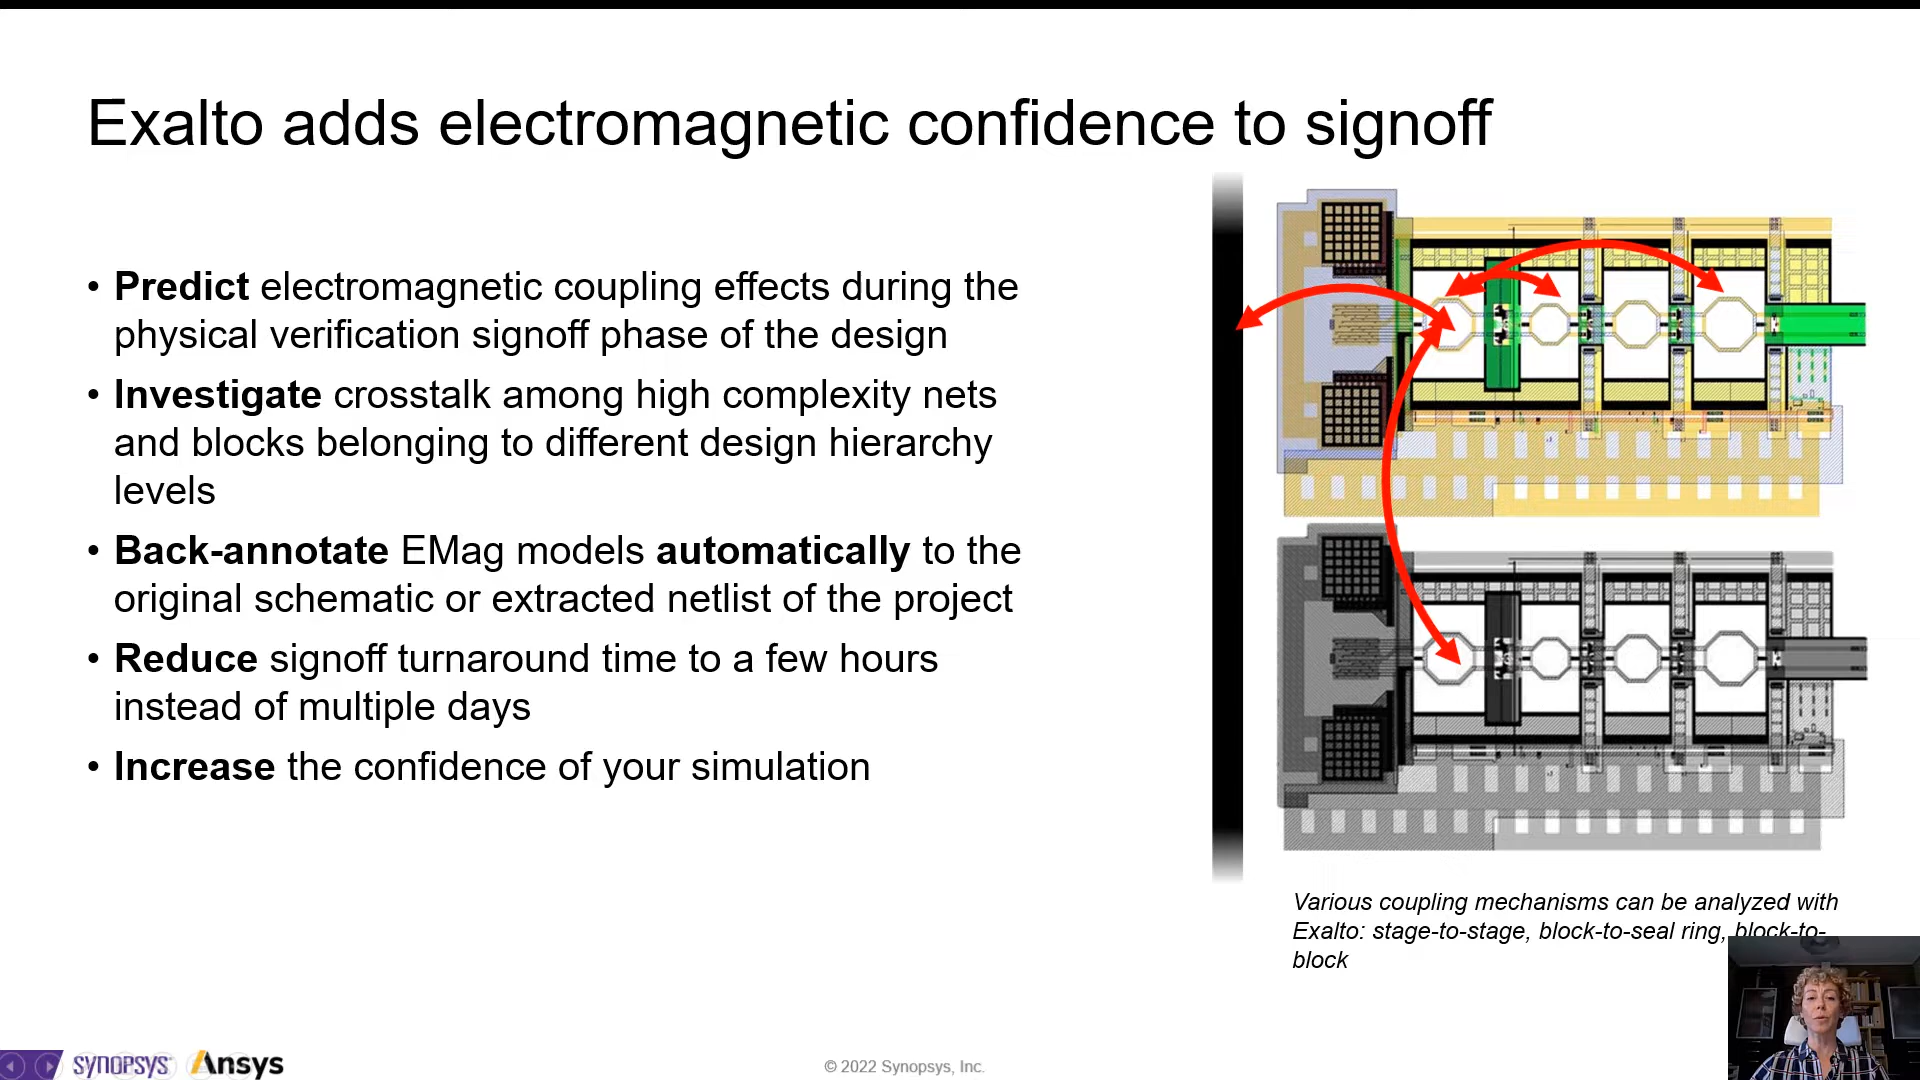 Exalto adds electromagnetic confidence to signoff
• Predict electromagnetic coupling effects during the
physical verification signoff phase of the design
• Investigate crosstalk among high complexity nets
and blocks belonging to different design hierarchy
levels
• Back-annotate EMag models automatically to the
original schematic or extracted netlist of the project
• Reduce signoff turnaround time to a few hours
instead of multiple days
• Increase the confidence of your simulation
Various coupling mechanisms can be analyzed with
Exalto: stage-to-stage, block-to-seal ring, block-to-
block
SYNOPSYS
Ansys
© 2022 Synopsys, Inc.